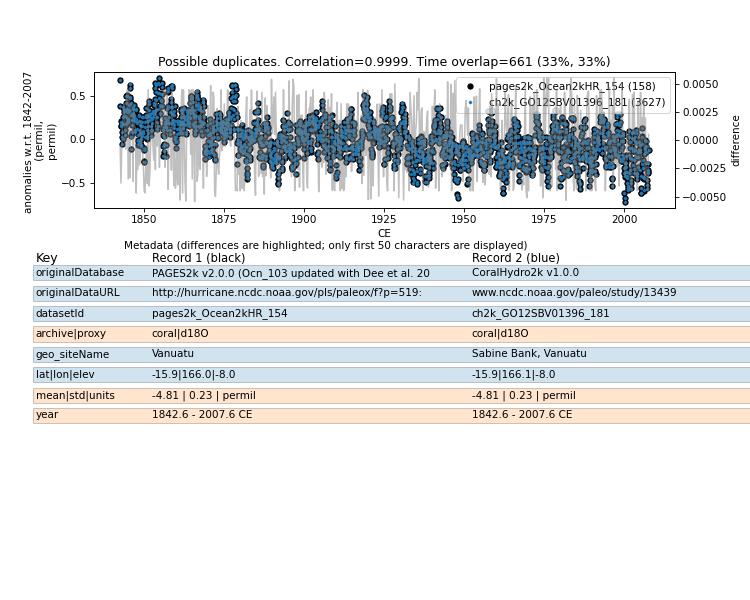 Possible duplicates. Correlation=0.9999. Time overlap=661 (33%, 33%)
anomalies w.r.t. 1842-2007
(permil,
permil)
0.5
0.0
−0.5
pages2k_Ocean2kHR_154 (158)
ch2k_GO12SBV01396_181 (3627)
0.0050
0.0025
0.0000
−0.0025
−0.0050
difference
1850 1875 1900 1925 1950 1975 2000
CE
Metadata (differences are highlighted; only first 50 characters are displayed)
Key Record 1 (black) Record 2 (blue)
originalDatabase PAGES2k v2.0.0 (Ocn_103 updated with Dee et al. 20 CoralHydro2k v1.0.0
originalDataURL http://hurricane.ncdc.noaa.gov/pls/paleox/f?p=519: www.ncdc.noaa.gov/paleo/study/13439
datasetId pages2k_Ocean2kHR_154 ch2k_GO12SBV01396_181
archive|proxy coral|d18O coral|d18O
geo_siteName Vanuatu Sabine Bank, Vanuatu
lat|lon|elev -15.9|166.0|-8.0 -15.9|166.1|-8.0
mean|std|units -4.81 | 0.23 | permil -4.81 | 0.23 | permil
year 1842.6 - 2007.6 CE 1842.6 - 2007.6 CE